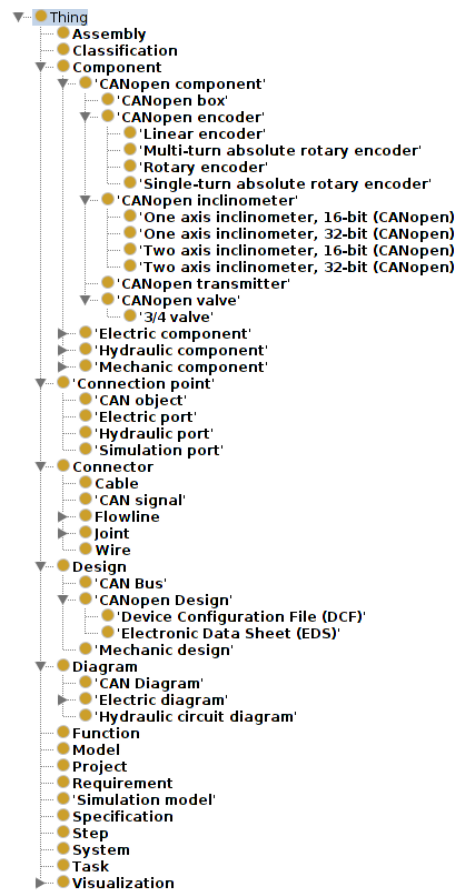 Thing
Assembly
Classification
Component
'CANopen component'
'CANopen box'
'CANopen encoder'
'Linear encoder'
'Multi-turn absolute rotary encoder'
'Rotary encoder'
'Single-turn absolute rotary encoder'
'CANopen inclinometer'
'One axis inclinometer, 16-bit (CANopen)
'One axis inclinometer, 32-bit (CANopen)
'Two axis inclinometer, 16-bit (CANopen)
'Two axis inclinometer, 32-bit (CANopen)
'CANopen transmitter'
'CANopen valve'
'3/4 valve'
'Electric component'
'Hydraulic component'
'Mechanic component'
'Connection point'
'CAN object'
'Electric port'
'Hydraulic port'
'Simulation port'
Connector
Cable
'CAN signal'
Flowline
Joint
Wire
Design
'CAN Bus'
'CANopen Design'
'Device Configuration File (DCF)'
'Electronic Data Sheet (EDS)'
'Mechanic design'
Diagram
'CAN Diagram'
'Electric diagram'
'Hydraulic circuit diagram'
Function
Model
Project
Requirement
'Simulation model'
Specification
Step
System
Task
Visualization